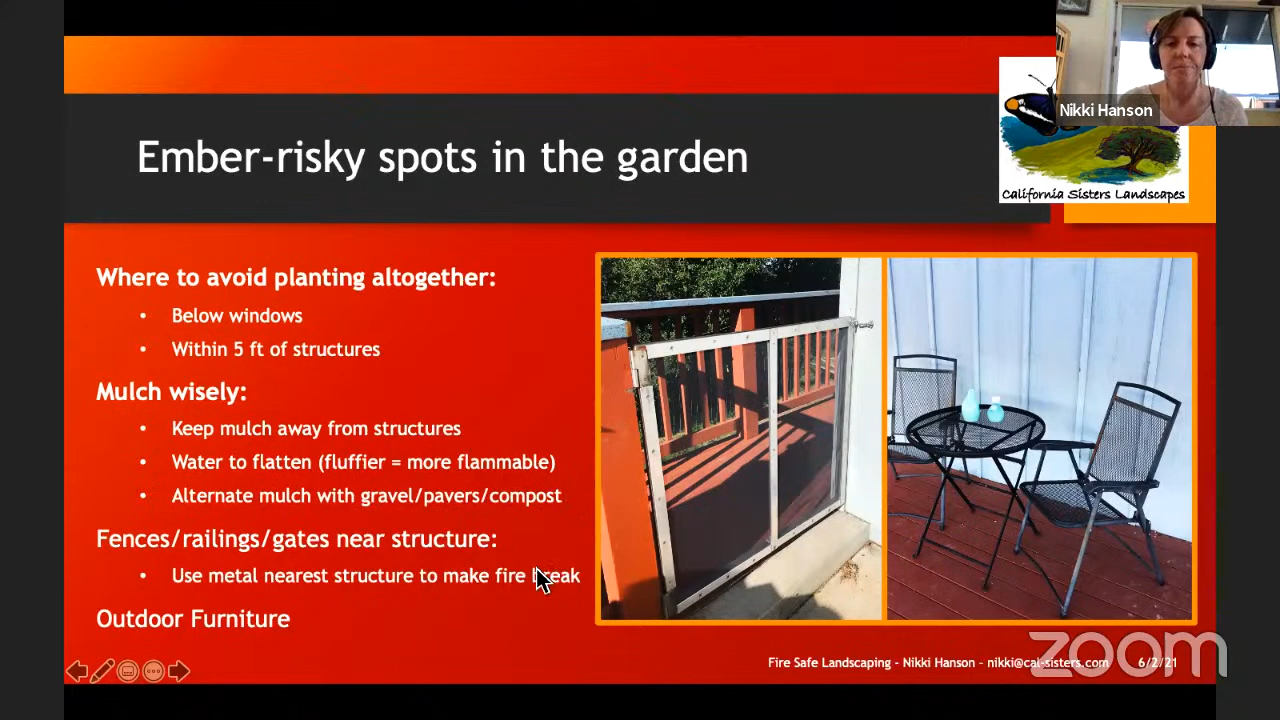 Nikki Hanson
California Sisters Landscapes
Ember-risky spots in the garden
Where to avoid planting altogether:
• Below windows
• Within 5 ft of structures
Mulch wisely:
• Keep mulch away from structures
• Water to flatten (fluffier = more flammable)
• Alternate mulch with gravel/pavers/compost
Fences/railings/gates near structure:
• Use metal nearest structure to make fire break
Outdoor Furniture
Fire Safe Landscaping - Nikki Hanson – nikki@cal-sisters.com 6/2/21
zoom